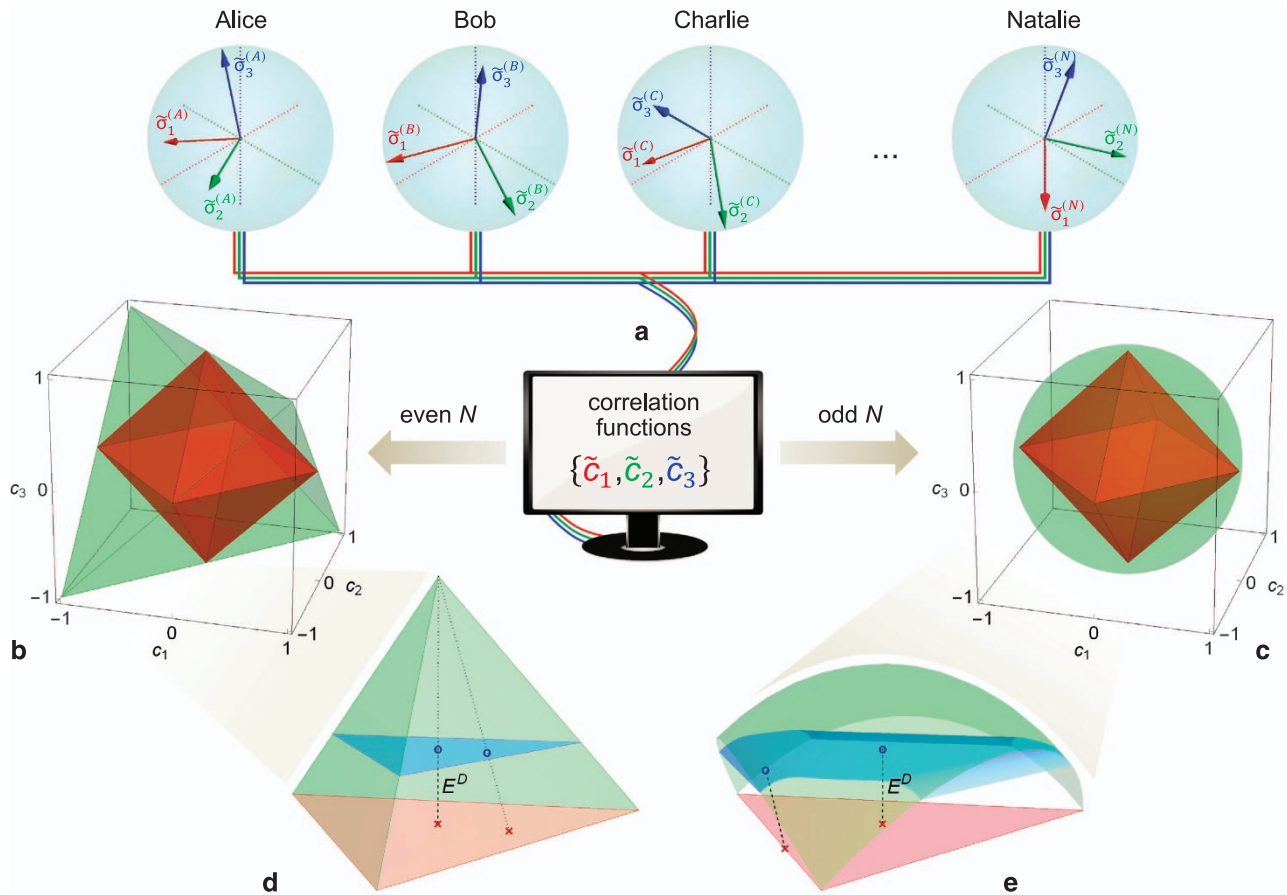 Alice Bob Charlie Natalie
σ̃₃⁽ᴬ⁾ σ̃₃⁽ᴮ⁾ σ̃₃⁽ꟲ⁾ σ̃₃⁽ᴺ⁾
σ̃₁⁽ᴬ⁾ σ̃₁⁽ᴮ⁾ σ̃₁⁽ꟲ⁾ σ̃₂⁽ᴺ⁾
...
σ̃₂⁽ᴬ⁾ σ̃₂⁽ᴮ⁾ σ̃₂⁽ꟲ⁾ σ̃₁⁽ᴺ⁾
a
even N
correlation
functions
{C̃₁,C̃₂,C̃₃}
odd N
1
c₃ 0
−1
−1 0 1
c₁
−1
0 c₂
1
b
1
c₃ 0
−1
−1 0 1
c₁
−1
0 c₂
1
c
Eᴰ
d
Eᴰ
e